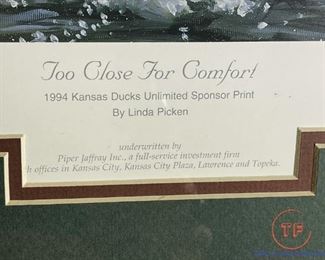 Too Close For Comfort
1994 Kansas Ducks Unlimited Sponsor Print
By Linda Picken
underwritten by
Piper Jaffray Inc., a full-service investment firm
h offices in Kansas City, Kansas City Plaza, Lawrence and Topeka.
TF